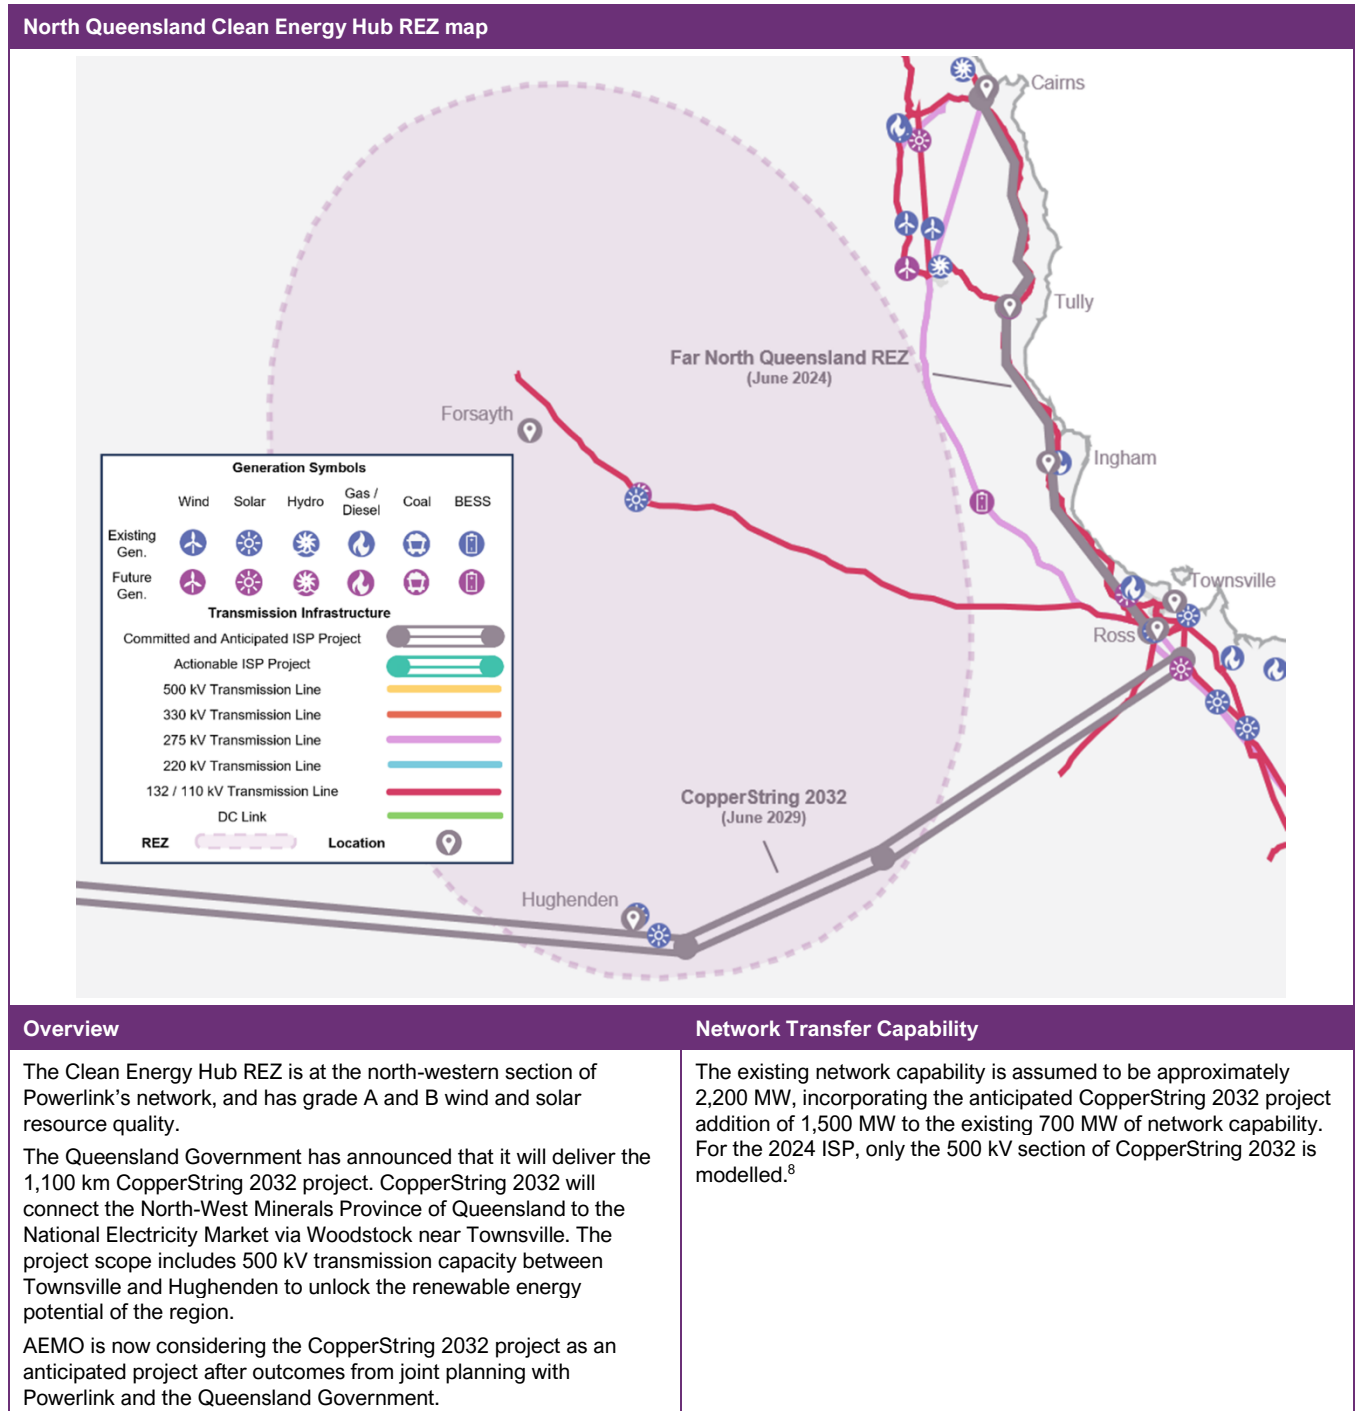 North Queensland Clean Energy Hub REZ map
Cairns
Tully
Far North Queensland REZ
(June 2024)
Forsayth
Ingham
Generation Symbols
Wind Solar Hydro Gas / Diesel Coal BESS
Existing Gen.
Future Gen.
Transmission Infrastructure
Committed and Anticipated ISP Project
Actionable ISP Project
500 kV Transmission Line
330 kV Transmission Line
275 kV Transmission Line
220 kV Transmission Line
132 / 110 kV Transmission Line
DC Link
REZ Location
Townsville
Ross
CopperString 2032
(June 2029)
Hughenden
Overview
The Clean Energy Hub REZ is at the north-western section of
Powerlink's network, and has grade A and B wind and solar
resource quality.
The Queensland Government has announced that it will deliver the
1,100 km CopperString 2032 project. CopperString 2032 will
connect the North-West Minerals Province of Queensland to the
National Electricity Market via Woodstock near Townsville. The
project scope includes 500 kV transmission capacity between
Townsville and Hughenden to unlock the renewable energy
potential of the region.
AEMO is now considering the CopperString 2032 project as an
anticipated project after outcomes from joint planning with
Powerlink and the Queensland Government.
Network Transfer Capability
The existing network capability is assumed to be approximately
2,200 MW, incorporating the anticipated CopperString 2032 project
addition of 1,500 MW to the existing 700 MW of network capability.
For the 2024 ISP, only the 500 kV section of CopperString 2032 is
modelled.8